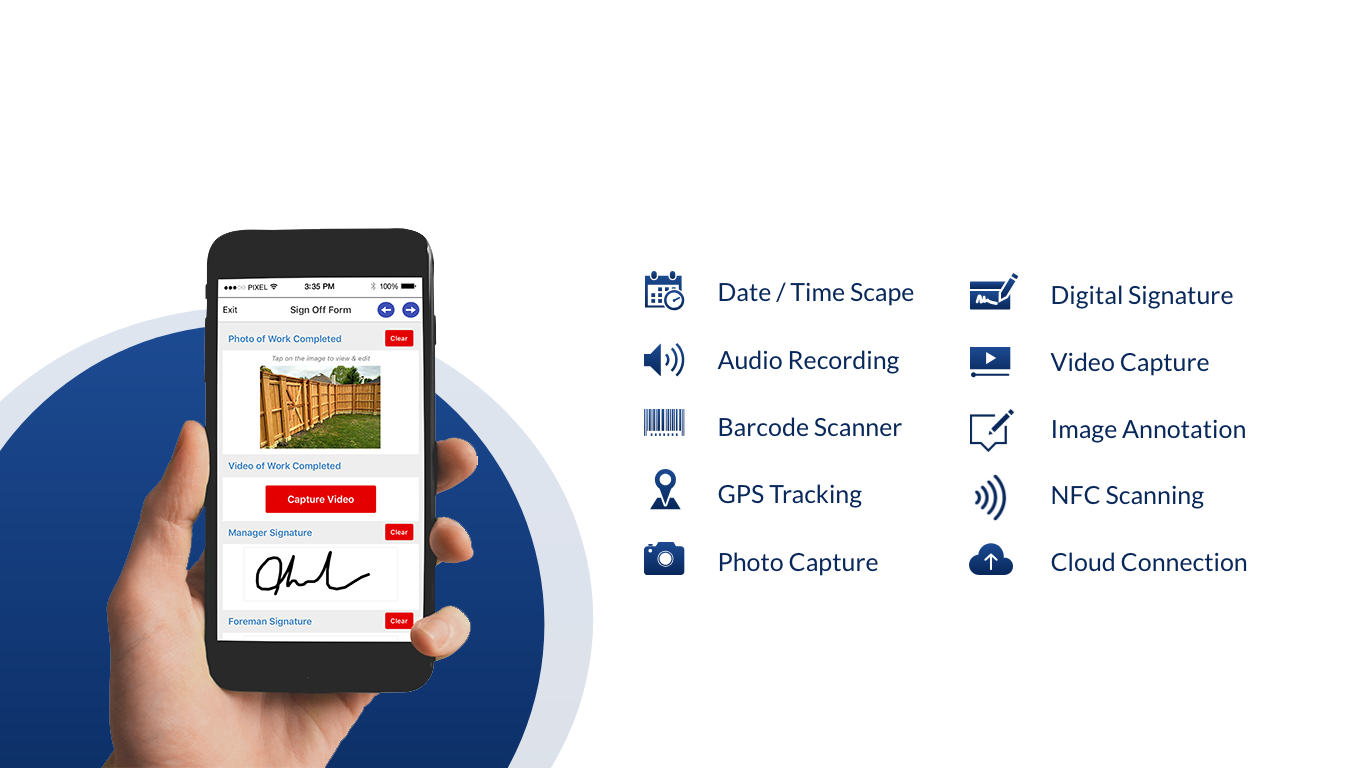 PIXEL 3:35 PM 100%
Exit Sign Off Form
Photo of Work Completed Clear
Tap on the image to view & edit
Video of Work Completed
Capture Video
Manager Signature Clear
Foreman Signature Clear
Date / Time Scape
Audio Recording
Barcode Scanner
GPS Tracking
Photo Capture
Digital Signature
Video Capture
Image Annotation
NFC Scanning
Cloud Connection